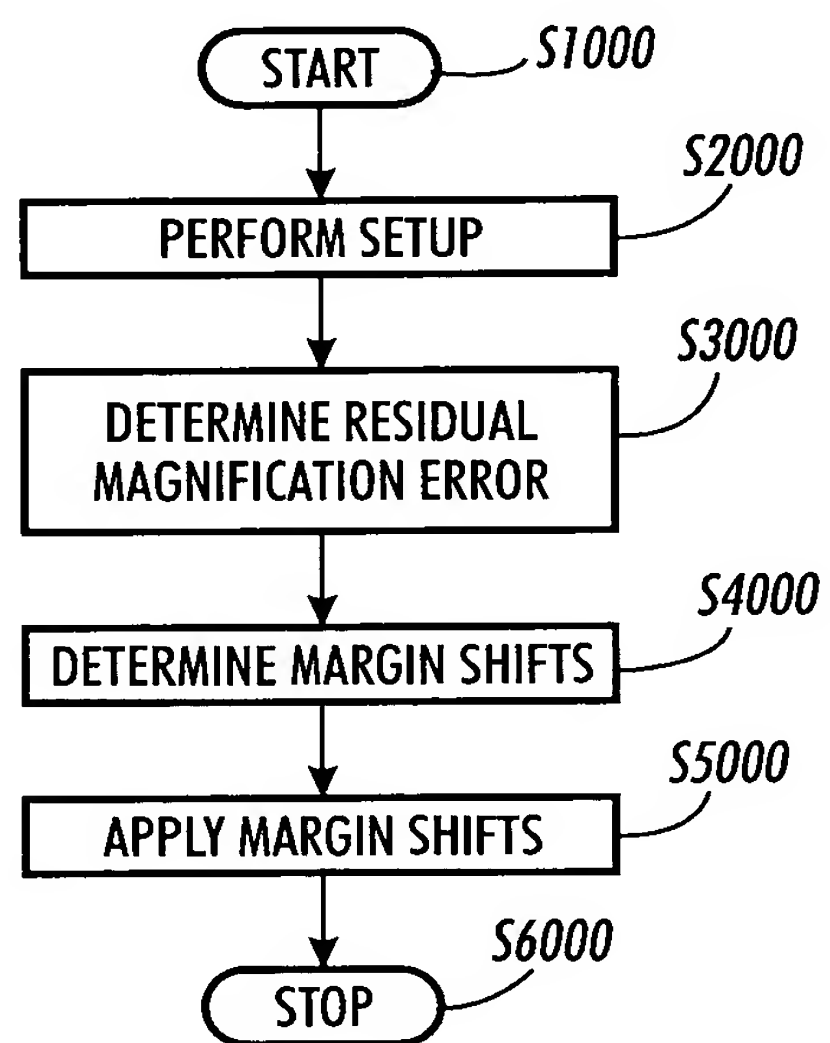 START
S1000
S2000
PERFORM SETUP
S3000
DETERMINE RESIDUAL
MAGNIFICATION ERROR
S4000
DETERMINE MARGIN SHIFTS
S5000
APPLY MARGIN SHIFTS
S6000
STOP